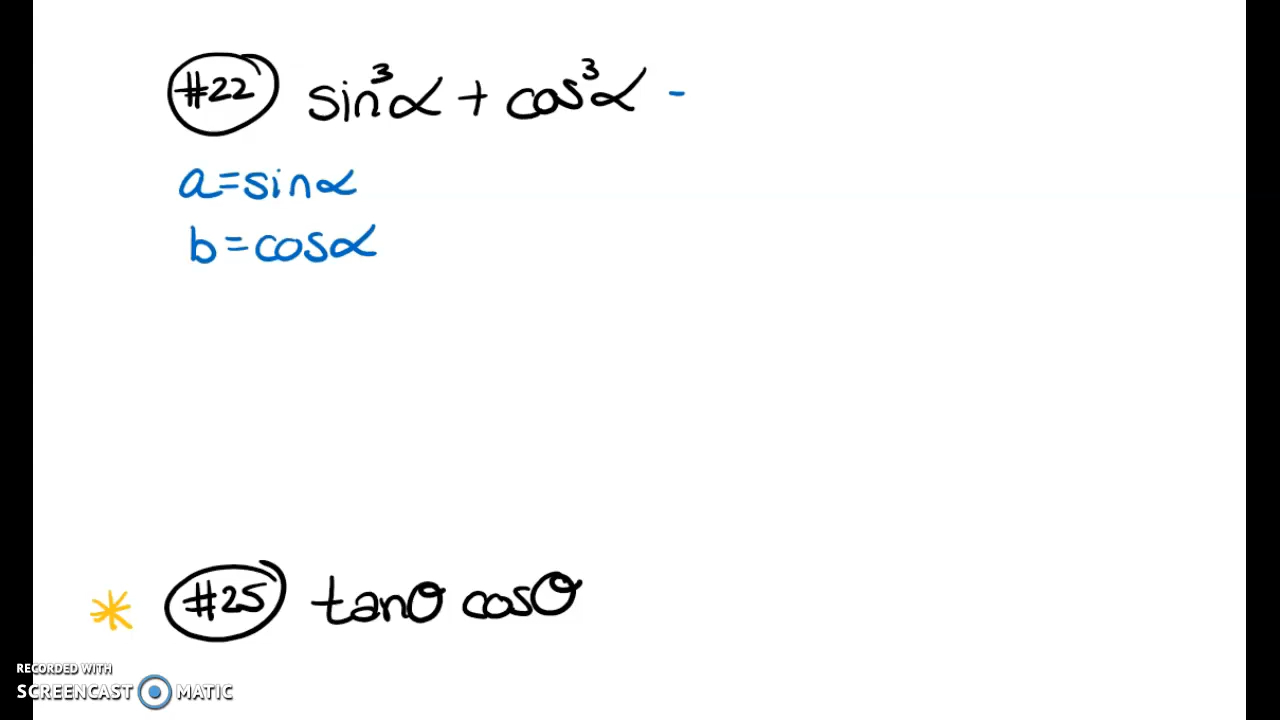 #22 sin³α + cos³α -
a=sinα
b=cosα
* #25 tanθ cosθ
RECORDED WITH
SCREENCAST MATIC